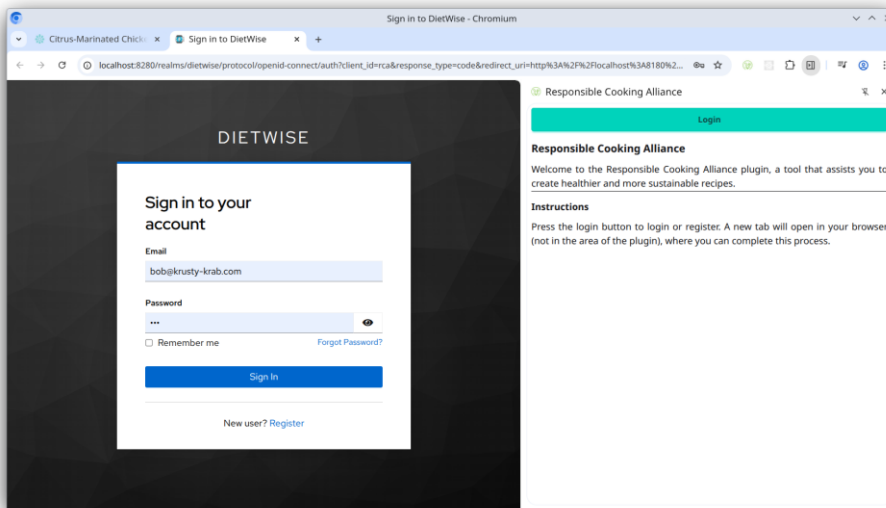 Sign in to DietWise - Chromium
Citrus-Marinated Chick
Sign in to DietWise
localhost:8280/realms/dietwise/protocol/openid-connect/auth?client_id=rca&response_type=code&redirect_uri=http%3A%2F%2Flocalhost%3A8180%2...
Responsible Cooking Alliance
DIETWISE
Sign in to your
account
Email
bob@krusty-krab.com
Password
•••
Remember me
Forgot Password?
Sign In
New user? Register
Login
Responsible Cooking Alliance
Welcome to the Responsible Cooking Alliance plugin, a tool that assists you to
create healthier and more sustainable recipes.
Instructions
Press the login button to login or register. A new tab will open in your browser
(not in the area of the plugin), where you can complete this process.